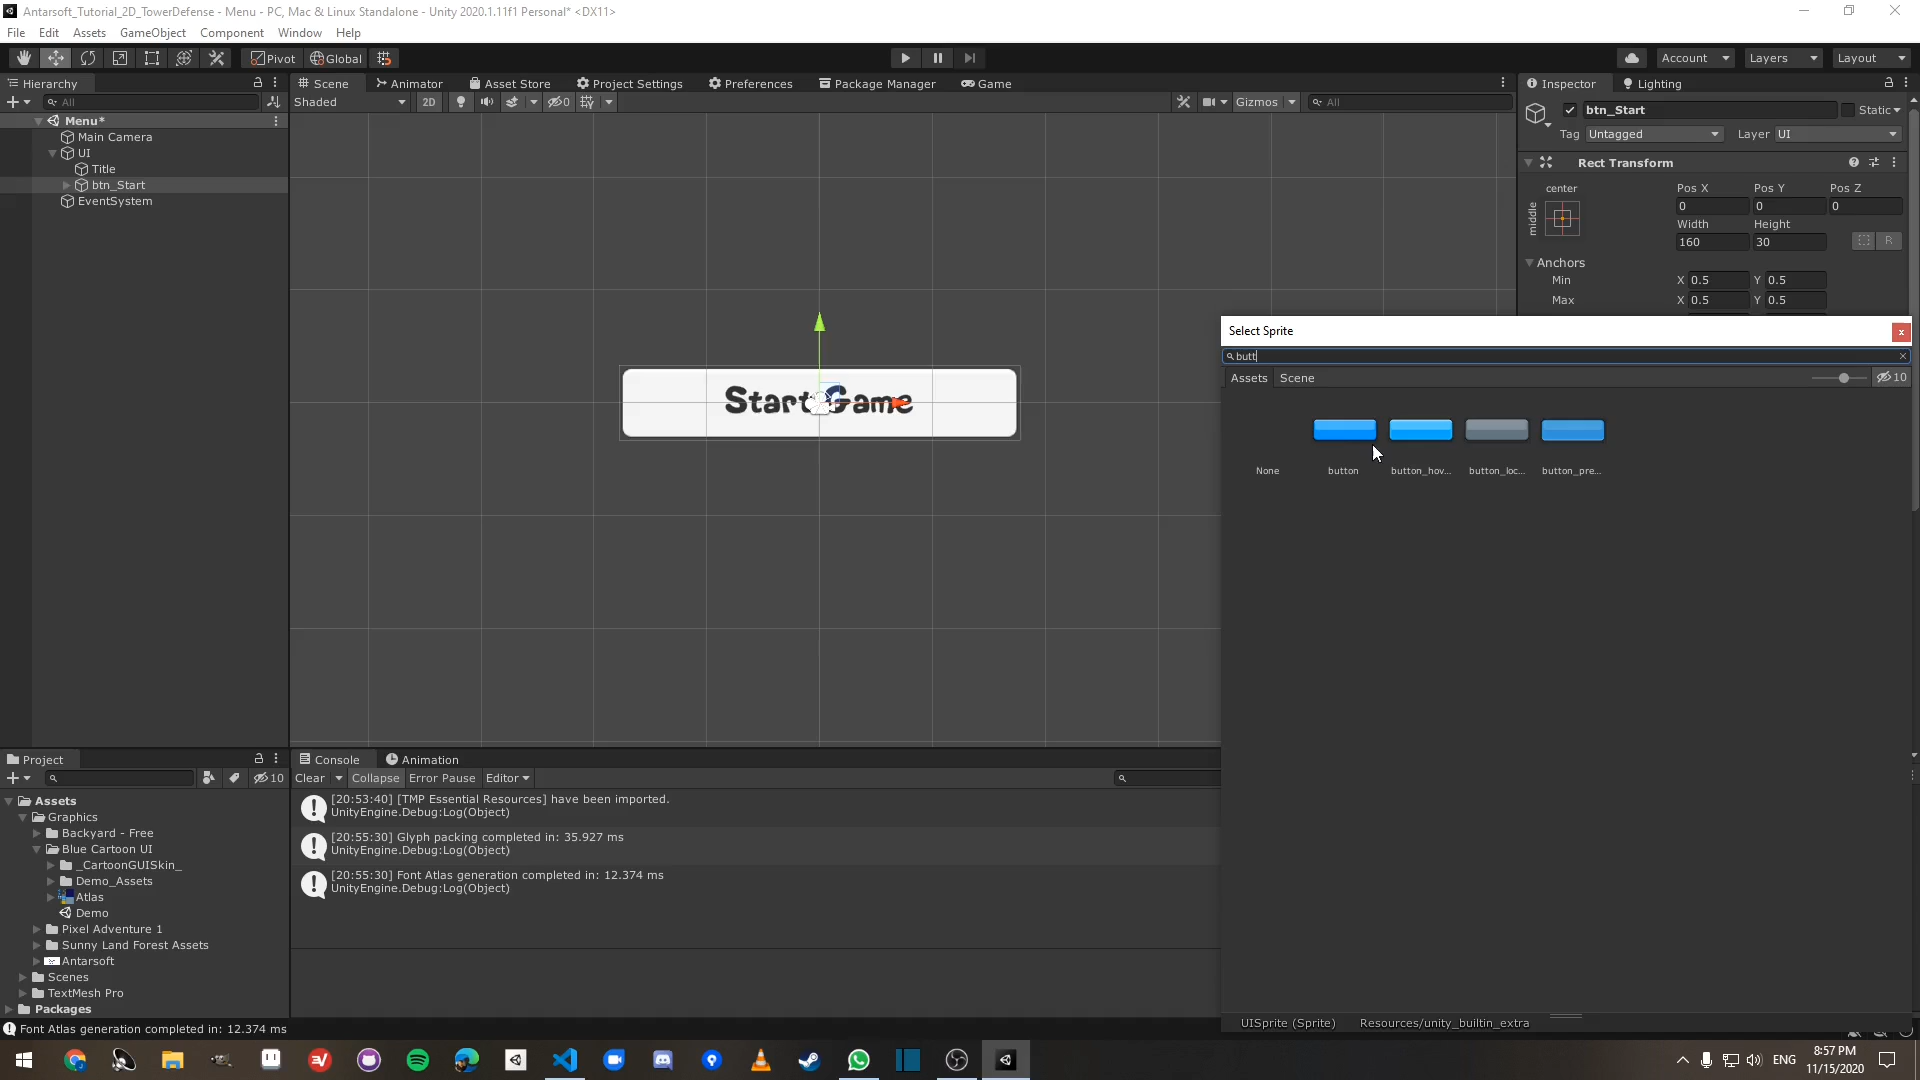 Antarsoft_Tutorial_2D_TowerDefense - Menu - PC, Mac & Linux Standalone - Unity 2020.1.11f1 Personal* <DX11>
File Edit Assets GameObject Component Window Help
Pivot Global Account Layers Layout
Hierarchy Scene Animator Asset Store Project Settings Preferences Package Manager Game Inspector Lighting
All Shaded 2D 0 Gizmos All
btn_Start Static
Tag Untagged Layer UI
Menu*
Main Camera
UI
Title
btn_Start
EventSystem
Rect Transform
center Pos X Pos Y Pos Z
middle 0 0 0
Width Height
160 30 R
Anchors
Min X 0.5 Y 0.5
Max X 0.5 Y 0.5
Start Game
Select Sprite
butt
Assets Scene 10
None button button_hov... button_loc... button_pre...
UISprite (Sprite) Resources/unity_builtin_extra
Project
10
Assets
Graphics
Backyard - Free
Blue Cartoon UI
_CartoonGUISkin_
Demo_Assets
Atlas
Demo
Pixel Adventure 1
Sunny Land Forest Assets
Antarsoft
Scenes
TextMesh Pro
Packages
Console Animation
Clear Collapse Error Pause Editor
[20:53:40] [TMP Essential Resources] have been imported.
UnityEngine.Debug:Log(Object)
[20:55:30] Glyph packing completed in: 35.927 ms
UnityEngine.Debug:Log(Object)
[20:55:30] Font Atlas generation completed in: 12.374 ms
UnityEngine.Debug:Log(Object)
Font Atlas generation completed in: 12.374 ms
ENG
8:57 PM
11/15/2020